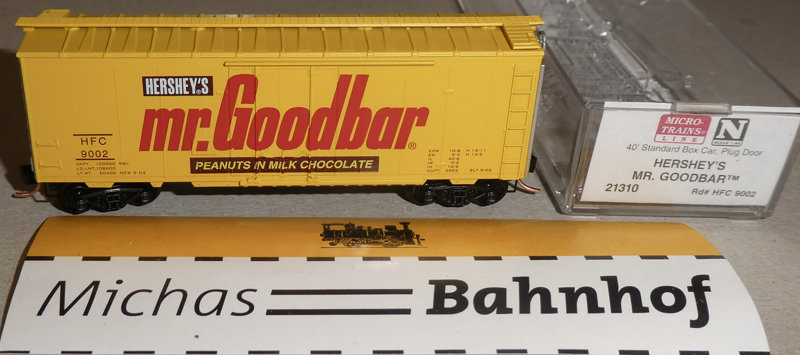 HERSHEY'S
mr.Goodbar®
PEANUTS IN MILK CHOCOLATE
HFC
9002
MICRO-
TRAINS®
LINE
N
40' Standard Box Car, Plug Door
HERSHEY'S
MR. GOODBAR™
21310 Rd# HFC 9002
Michas Bahnhof